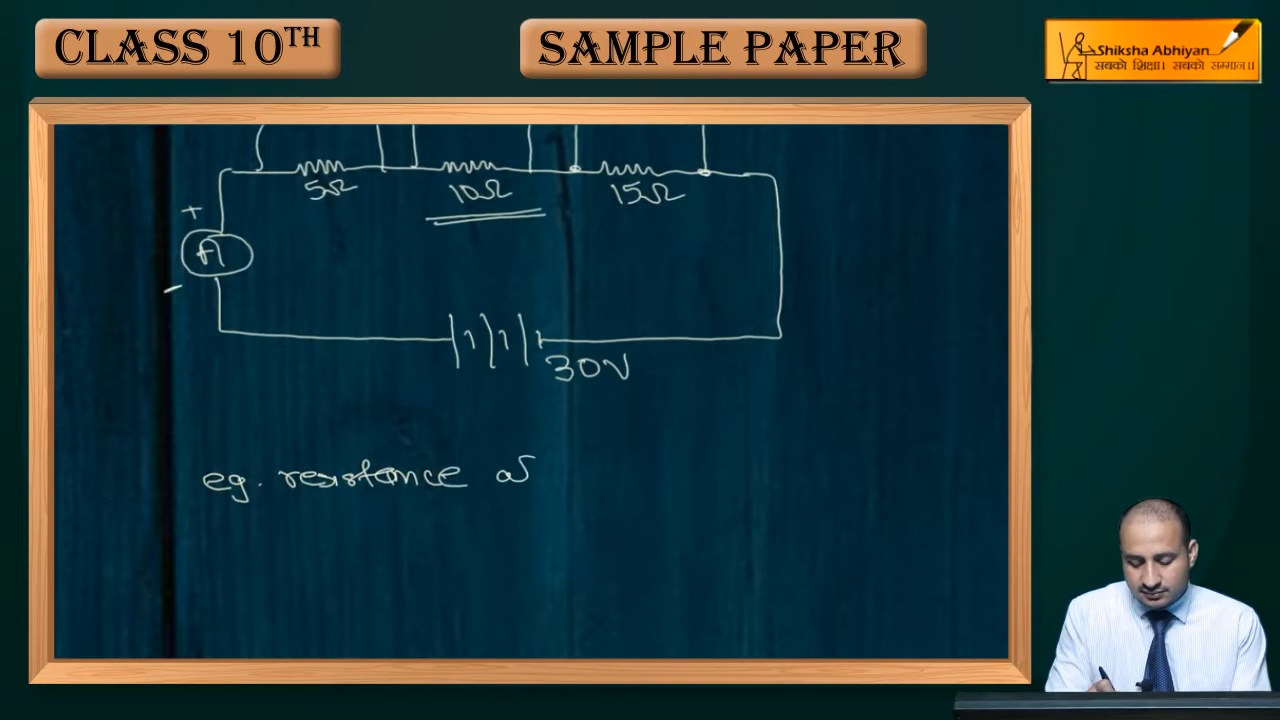 CLASS 10TH
SAMPLE PAPER
Shiksha Abhiyan
सबको शिक्षा। सबको सम्मान॥
5Ω 10Ω 15Ω
+
A
-
30V
eg. resistance of